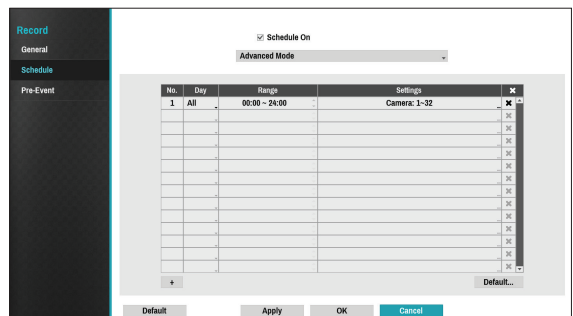 Record
General
Schedule
Pre-Event
Schedule On
Advanced Mode
No. Day Range Settings
1 All 00:00 ~ 24:00 Camera: 1~32
+ Default...
Default Apply OK Cancel